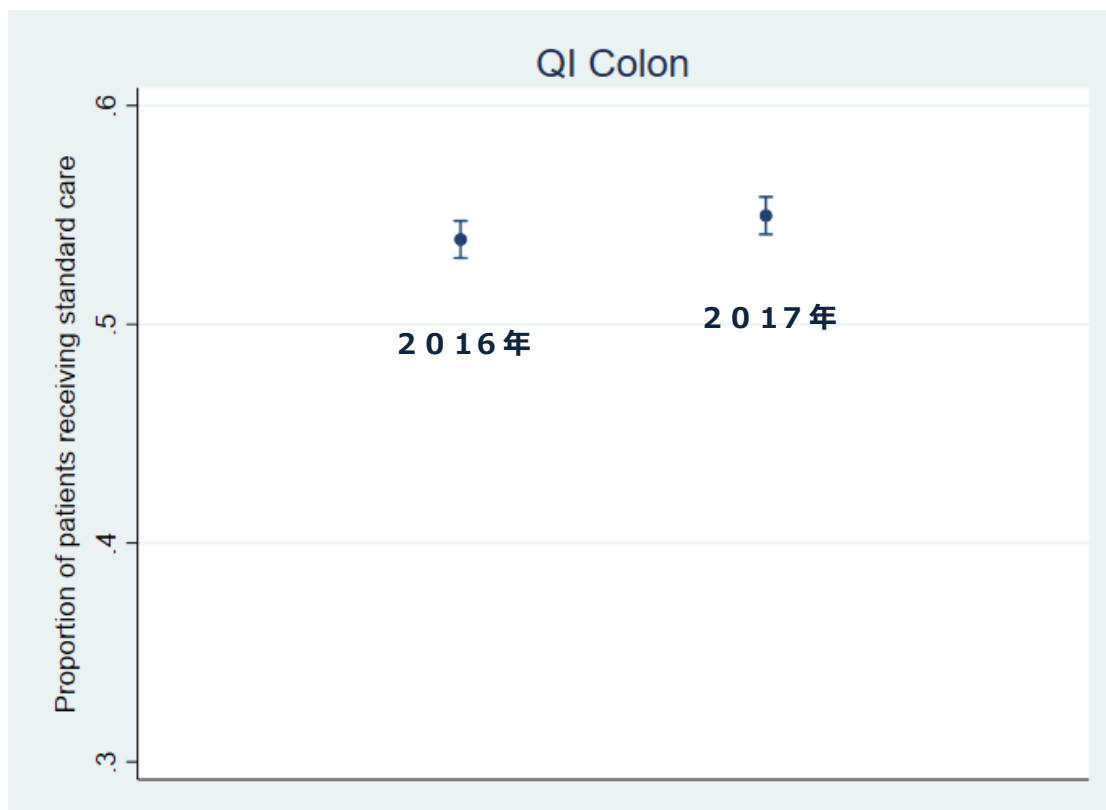 QI Colon
Proportion of patients receiving standard care
.6
.5
.4
.3
２０１６年
２０１７年